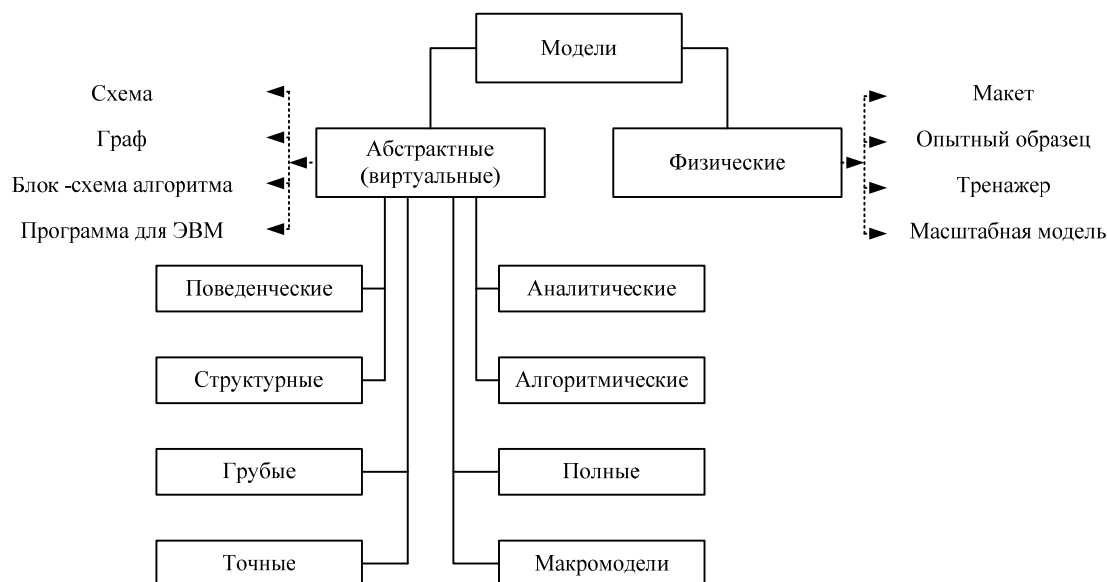 Модели
Схема
Граф
Блок -схема алгоритма
Программа для ЭВМ
Абстрактные
(виртуальные)
Физические
Макет
Опытный образец
Тренажер
Масштабная модель
Поведенческие
Аналитические
Структурные
Алгоритмические
Грубые
Полные
Точные
Макромодели